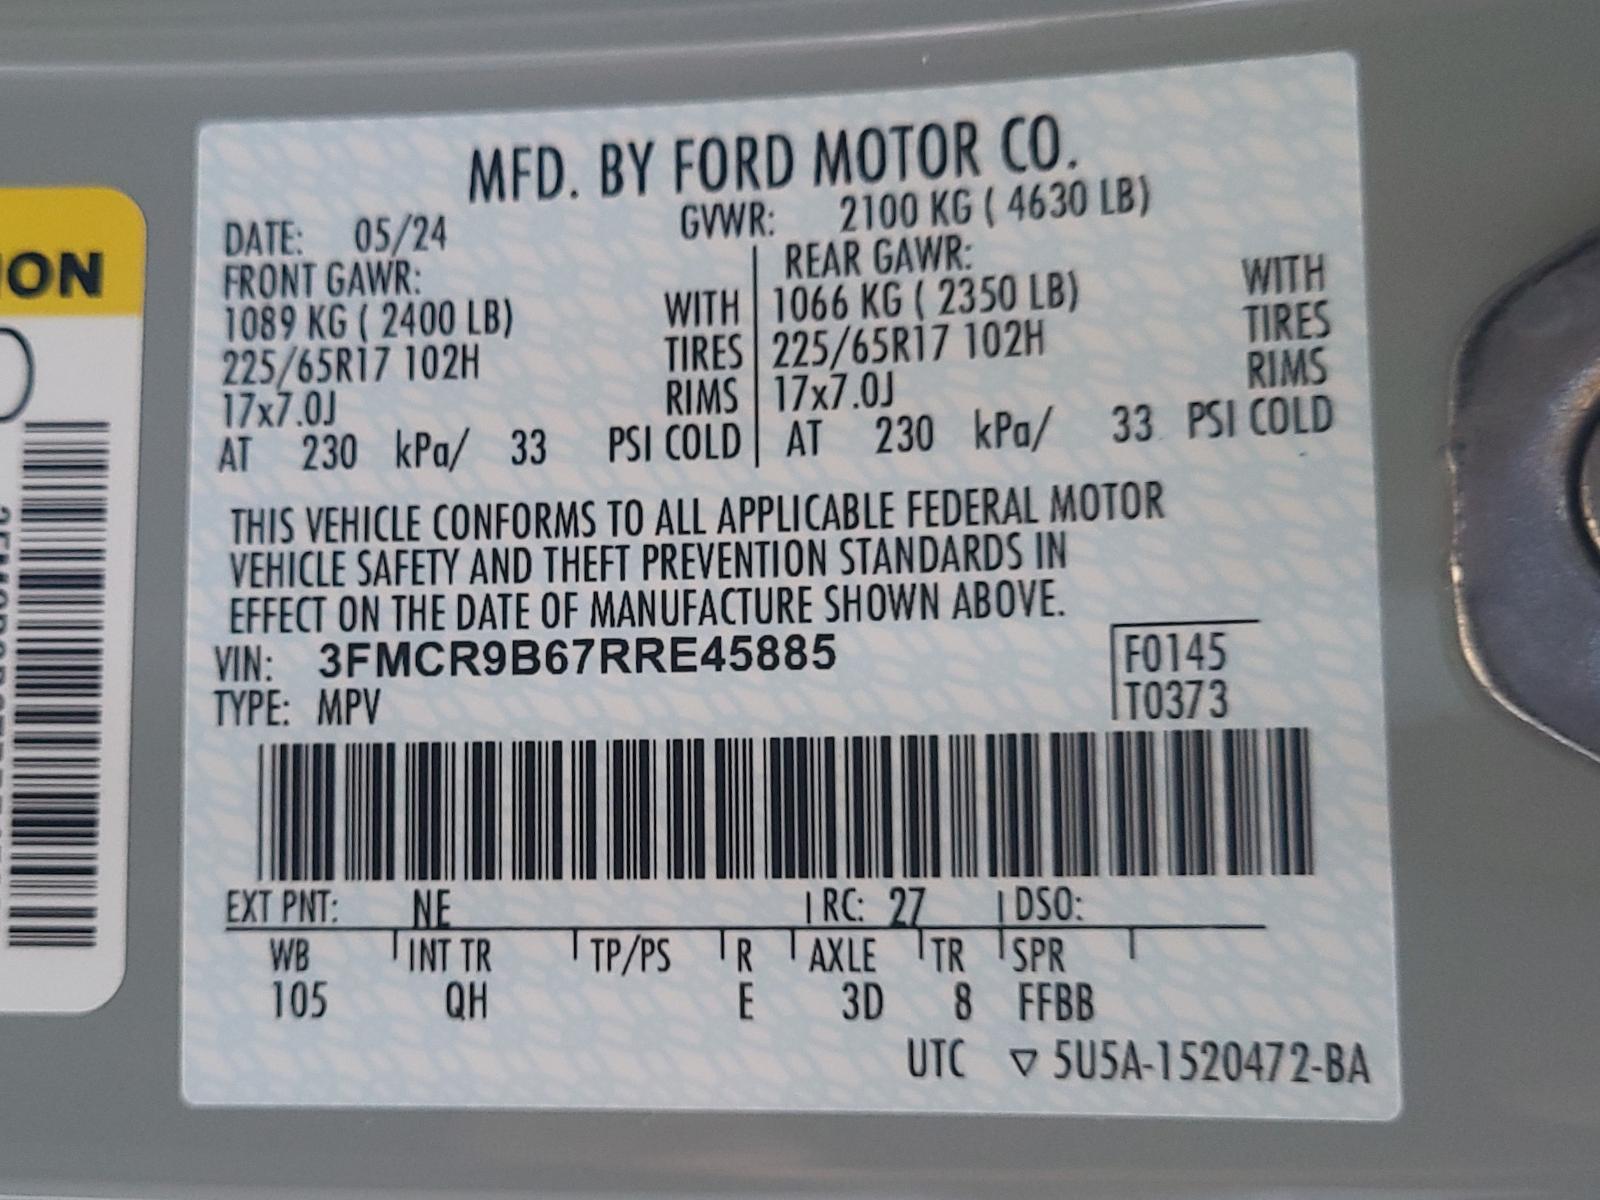 MFD. BY FORD MOTOR CO.
DATE: 05/24 GVWR: 2100 KG ( 4630 LB)
FRONT GAWR: REAR GAWR:
1089 KG ( 2400 LB) WITH 1066 KG ( 2350 LB) WITH
225/65R17 102H TIRES 225/65R17 102H TIRES
17x7.0J RIMS 17x7.0J RIMS
AT 230 kPa/ 33 PSI COLD AT 230 kPa/ 33 PSI COLD
THIS VEHICLE CONFORMS TO ALL APPLICABLE FEDERAL MOTOR
VEHICLE SAFETY AND THEFT PREVENTION STANDARDS IN
EFFECT ON THE DATE OF MANUFACTURE SHOWN ABOVE.
VIN: 3FMCR9B67RRE45885 F0145
TYPE: MPV T0373
EXT PNT: NE RC: 27 DSO:
WB INT TR TP/PS R AXLE TR SPR
105 QH E 3D 8 FFBB
UTC ▽ 5U5A-1520472-BA